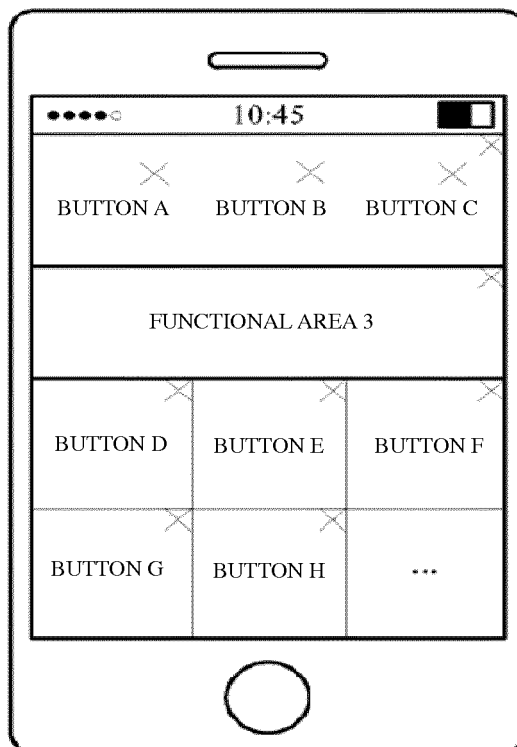 10:45
BUTTON A BUTTON B BUTTON C
FUNCTIONAL AREA 3
BUTTON D BUTTON E BUTTON F
BUTTON G BUTTON H ...